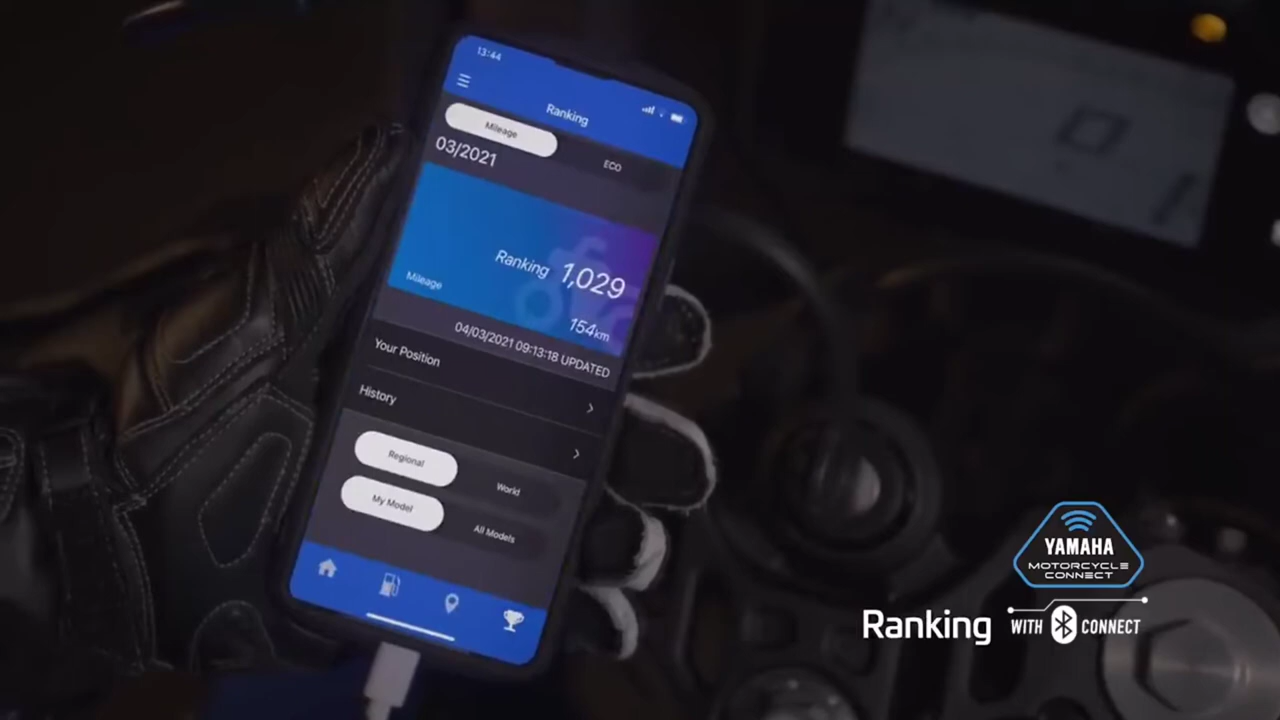 13:44
Ranking
Mileage
ECO
03/2021
Ranking 1,029
Mileage
154km
04/03/2021 09:13:18 UPDATED
Your Position
History
Regional
World
My Model
All Models
YAMAHA
MOTORCYCLE
CONNECT
Ranking
WITH CONNECT